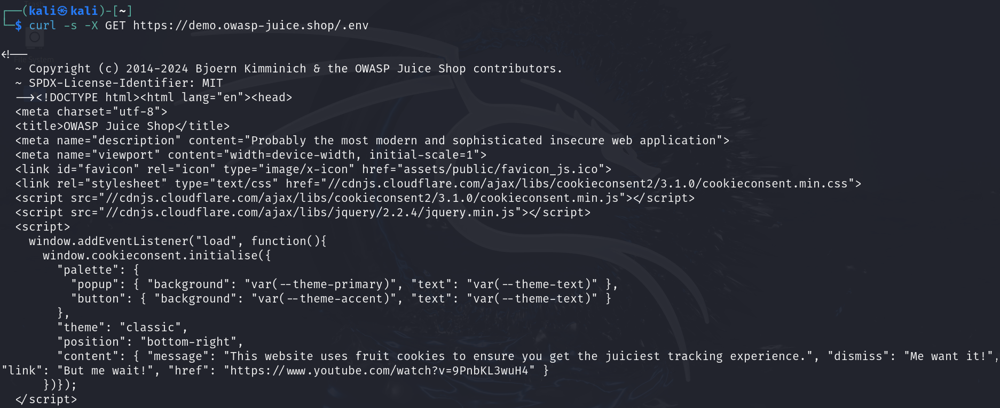 Trash
┌──(kali㉿kali)-[~]
└─$ curl -s -X GET https://demo.owasp-juice.shop/.env
<!--
File System
  ~ Copyright (c) 2014-2024 Bjoern Kimminich & the OWASP Juice Shop contributors.
  ~ SPDX-License-Identifier: MIT
  --><!DOCTYPE html><html lang="en"><head>
  <meta charset="utf-8">
  <title>OWASP Juice Shop</title>
  <meta name="description" content="Probably the most modern and sophisticated insecure web application">
  <meta name="viewport" content="width=device-width, initial-scale=1">
  <link id="favicon" rel="icon" type="image/x-icon" href="assets/public/favicon_js.ico">
  <link rel="stylesheet" type="text/css" href="//cdnjs.cloudflare.com/ajax/libs/cookieconsent2/3.1.0/cookieconsent.min.css">
  <script src="//cdnjs.cloudflare.com/ajax/libs/cookieconsent2/3.1.0/cookieconsent.min.js"></script>
  <script src="//cdnjs.cloudflare.com/ajax/libs/jquery/2.2.4/jquery.min.js"></script>
  <script>
    window.addEventListener("load", function(){
      window.cookieconsent.initialise({
        "palette": {
          "popup": { "background": "var(--theme-primary)", "text": "var(--theme-text)" },
          "button": { "background": "var(--theme-accent)", "text": "var(--theme-text)" }
        },
        "theme": "classic",
        "position": "bottom-right",
        "content": { "message": "This website uses fruit cookies to ensure you get the juiciest tracking experience.", "dismiss": "Me want it!",
"link": "But me wait!", "href": "https://www.youtube.com/watch?v=9PnbKL3wuH4" }
      })});
  </script>